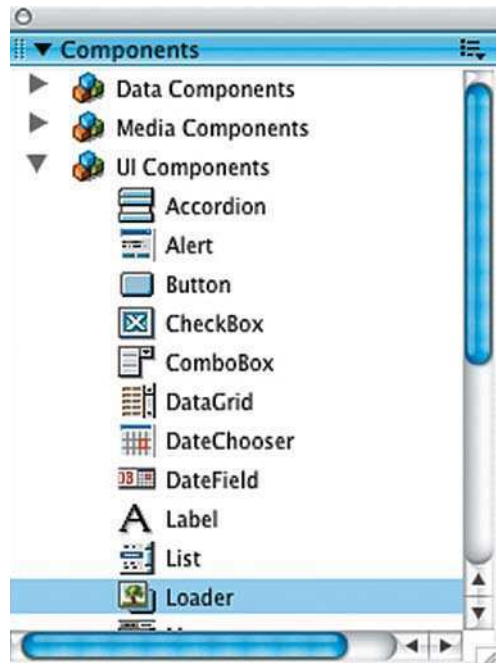 Components
Data Components
Media Components
UI Components
Accordion
Alert
Button
CheckBox
ComboBox
DataGrid
DateChooser
DateField
Label
List
Loader